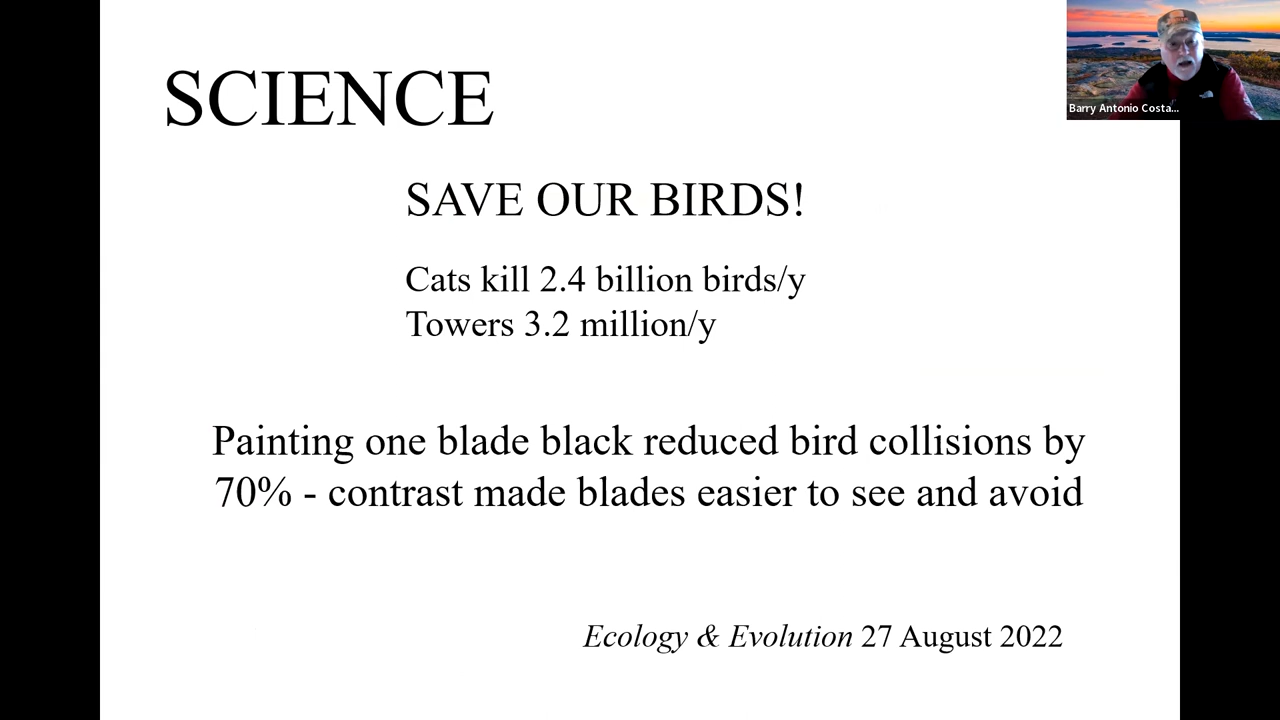 SCIENCE
Barry Antonio Costa...
SAVE OUR BIRDS!
Cats kill 2.4 billion birds/y
Towers 3.2 million/y
Painting one blade black reduced bird collisions by
70% - contrast made blades easier to see and avoid
Ecology & Evolution 27 August 2022